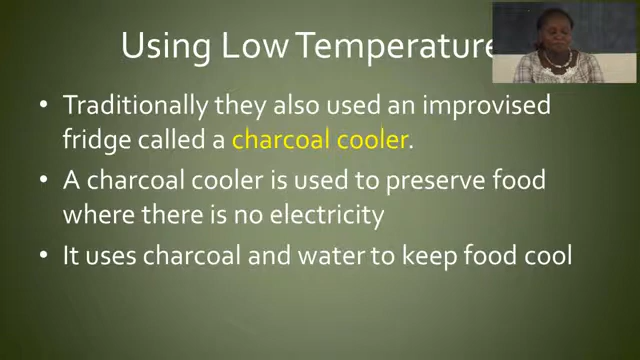 Using Low Temperature
• Traditionally they also used an improvised
fridge called a charcoal cooler.
• A charcoal cooler is used to preserve food
where there is no electricity
• It uses charcoal and water to keep food cool